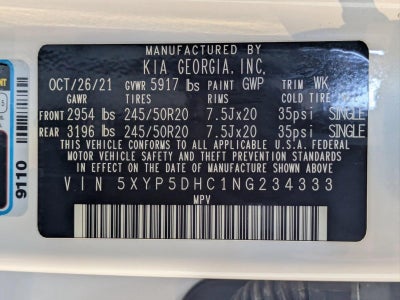 MANUFACTURED BY
KIA GEORGIA, INC.
OCT/26/21 GVWR 5917 lbs PAINT GWP TRIM WK
GAWR TIRES RIMS COLD TIRE
FRONT 2954 lbs 245/50R20 7.5Jx20 35psi SINGLE
REAR 3196 lbs 245/50R20 7.5Jx20 35psi SINGLE
THIS VEHICLE CONFORMS TO ALL APPLICABLE U.S.A. FEDERAL
MOTOR VEHICLE SAFETY AND THEFT PREVENTION STANDARDS
IN EFFECT ON THE DATE OF MANUFACTURE SHOWN ABOVE.
VIN 5XYP5DHC1NG234333
MPV
9110